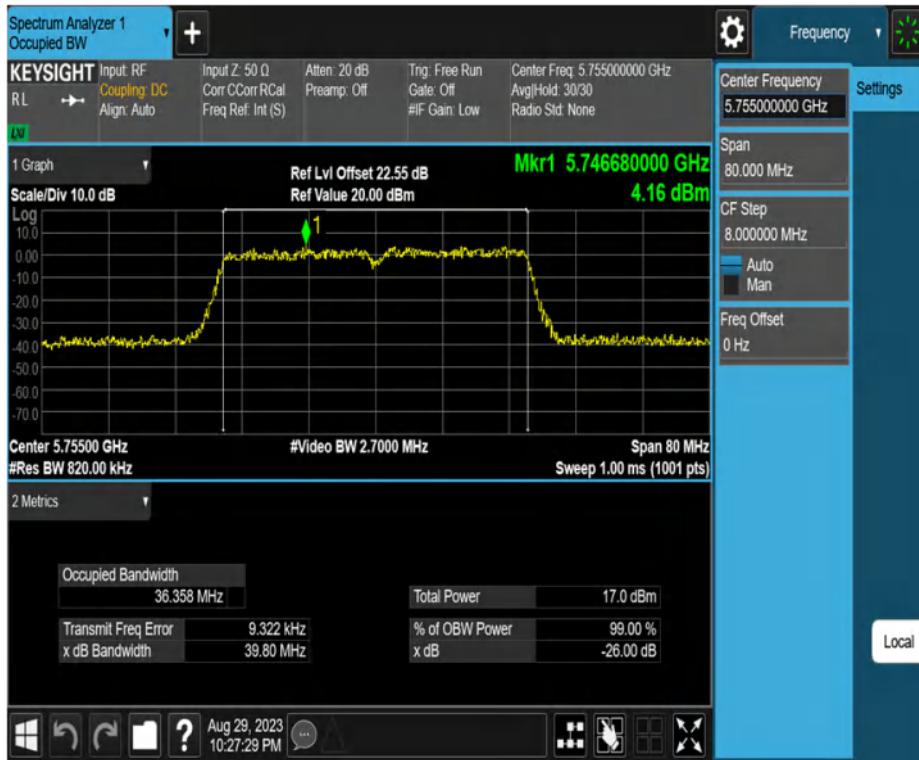 Spectrum Analyzer 1
Occupied BW
+
Frequency
KEYSIGHT
RL
LXI
Input: RF
Coupling: DC
Align: Auto
Input Z: 50 Ω
Corr CCorr RCal
Freq Ref: Int (S)
Atten: 20 dB
Preamp: Off
Trig: Free Run
Gate: Off
#IF Gain: Low
Center Freq: 5.755000000 GHz
Avg|Hold: 30/30
Radio Std: None
Center Frequency
5.755000000 GHz
Settings
Span
80.000 MHz
CF Step
8.000000 MHz
Auto
Man
Freq Offset
0 Hz
Local
1 Graph
Scale/Div 10.0 dB
Ref Lvl Offset 22.55 dB
Ref Value 20.00 dBm
Mkr1 5.746680000 GHz
4.16 dBm
Log
1
10.0
0.00
-10.0
-20.0
-30.0
-40.0
-50.0
-60.0
-70.0
Center 5.75500 GHz
#Video BW 2.7000 MHz
Span 80 MHz
#Res BW 820.00 kHz
Sweep 1.00 ms (1001 pts)
2 Metrics
Occupied Bandwidth
36.358 MHz
Total Power 17.0 dBm
Transmit Freq Error 9.322 kHz
% of OBW Power 99.00 %
x dB Bandwidth 39.80 MHz
x dB -26.00 dB
?
Aug 29, 2023
10:27:29 PM